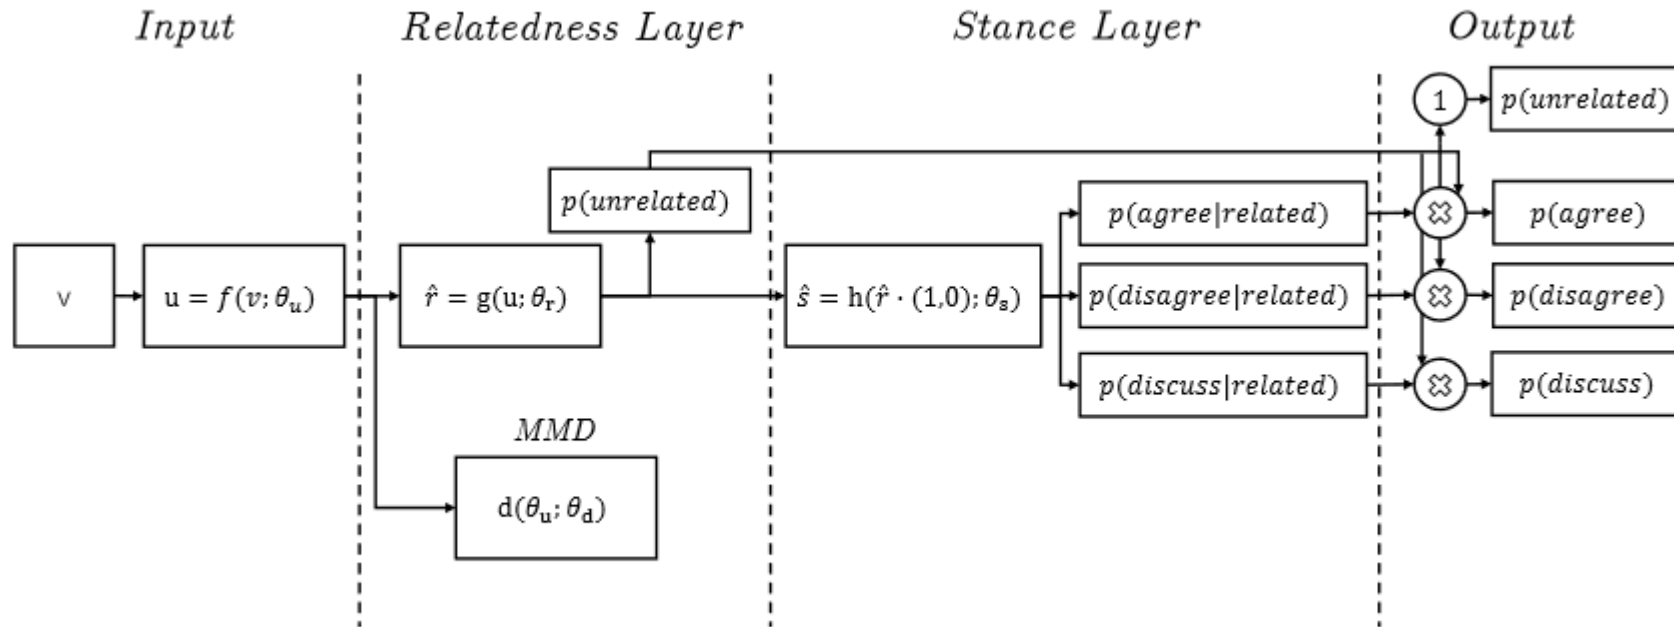 Input
Relatedness Layer
Stance Layer
Output
1
p(unrelated)
p(unrelated)
p(agree|related)
p(agree)
v
u = f(v; θᵤ)
r̂ = g(u; θᵣ)
ŝ = h(r̂ · (1,0); θₛ)
p(disagree|related)
p(disagree)
p(discuss|related)
p(discuss)
MMD
d(θᵤ; θ_d)